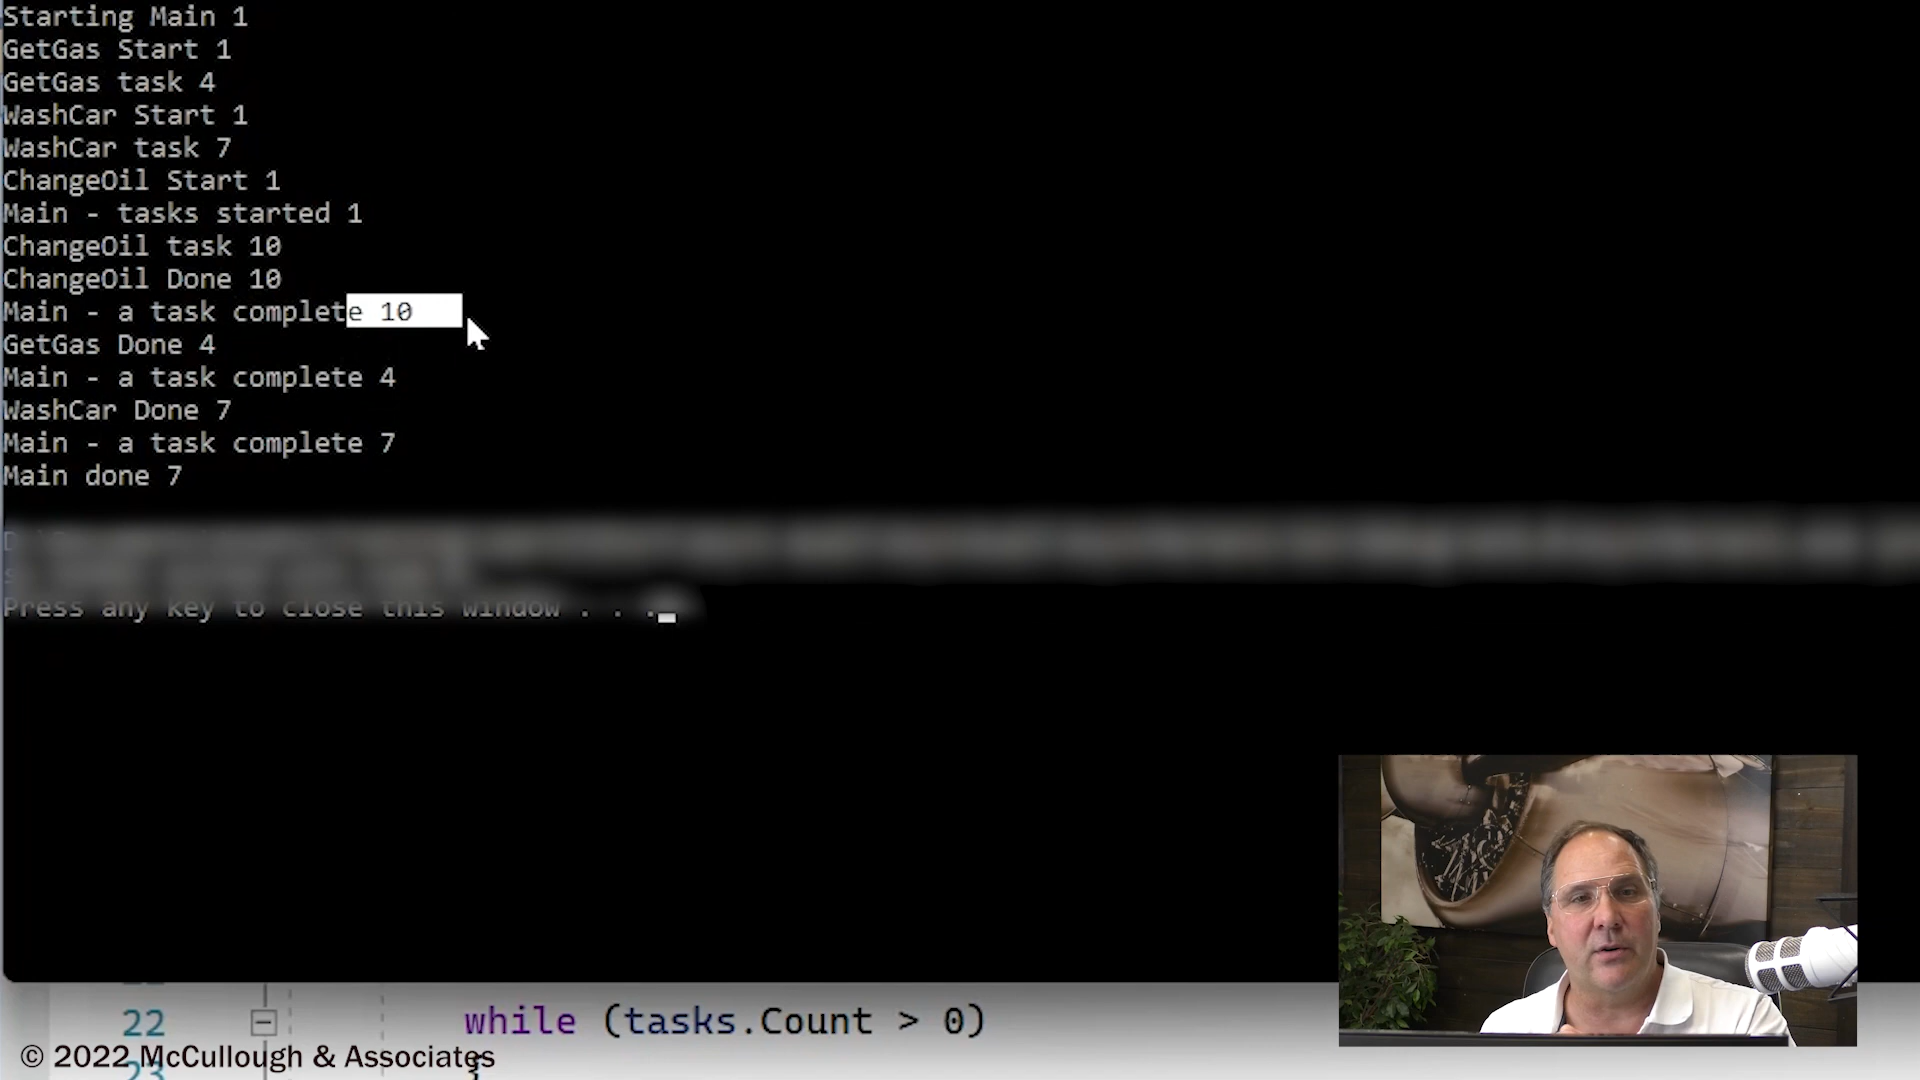 Starting Main 1
GetGas Start 1
GetGas task 4
WashCar Start 1
WashCar task 7
ChangeOil Start 1
Main - tasks started 1
ChangeOil task 10
ChangeOil Done 10
Main - a task complete 10
GetGas Done 4
Main - a task complete 4
WashCar Done 7
Main - a task complete 7
Main done 7
Press any key to close this window . . .
22 while (tasks.Count > 0)
23 {
© 2022 McCullough & Associates